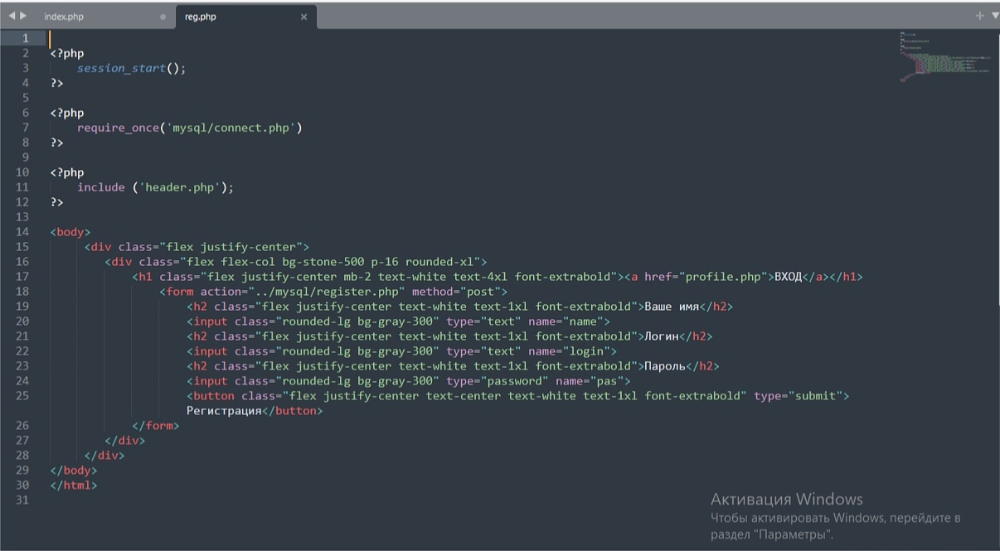 index.php
reg.php
1
2 <?php
3 session_start();
4 ?>
5
6 <?php
7 require_once('mysql/connect.php')
8 ?>
9
10 <?php
11 include ('header.php');
12 ?>
13
14 <body>
15 <div class="flex justify-center">
16 <div class="flex flex-col bg-stone-500 p-16 rounded-xl">
17 <h1 class="flex justify-center mb-2 text-white text-4xl font-extrabold"><a href="profile.php">ВХОД</a></h1>
18 <form action="../mysql/register.php" method="post">
19 <h2 class="flex justify-center text-white text-1xl font-extrabold">Ваше имя</h2>
20 <input class="rounded-lg bg-gray-300" type="text" name="name">
21 <h2 class="flex justify-center text-white text-1xl font-extrabold">Логин</h2>
22 <input class="rounded-lg bg-gray-300" type="text" name="login">
23 <h2 class="flex justify-center text-white text-1xl font-extrabold">Пароль</h2>
24 <input class="rounded-lg bg-gray-300" type="password" name="pas">
25 <button class="flex justify-center text-center text-white text-1xl font-extrabold" type="submit">
Регистрация</button>
26 </form>
27 </div>
28 </div>
29 </body>
30 </html>
31
Активация Windows
Чтобы активировать Windows, перейдите в
раздел "Параметры".